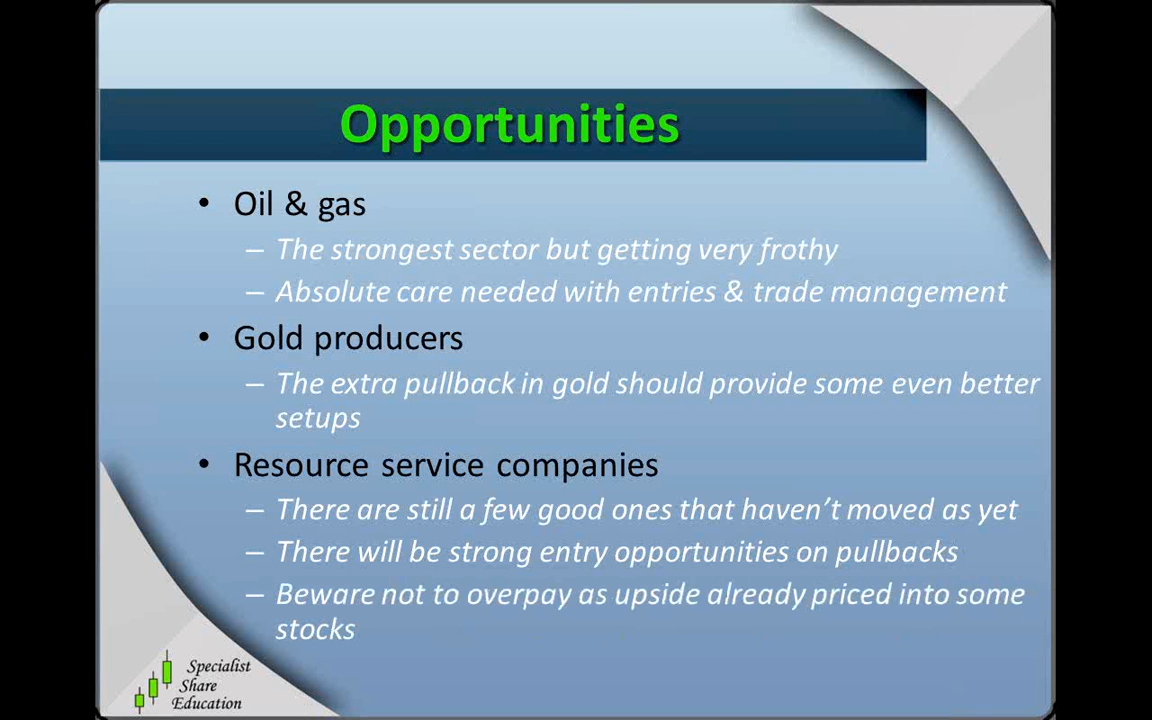 Opportunities
• Oil & gas
– The strongest sector but getting very frothy
– Absolute care needed with entries & trade management
• Gold producers
– The extra pullback in gold should provide some even better
setups
• Resource service companies
– There are still a few good ones that haven’t moved as yet
– There will be strong entry opportunities on pullbacks
– Beware not to overpay as upside already priced into some
stocks
Specialist
Share
Education